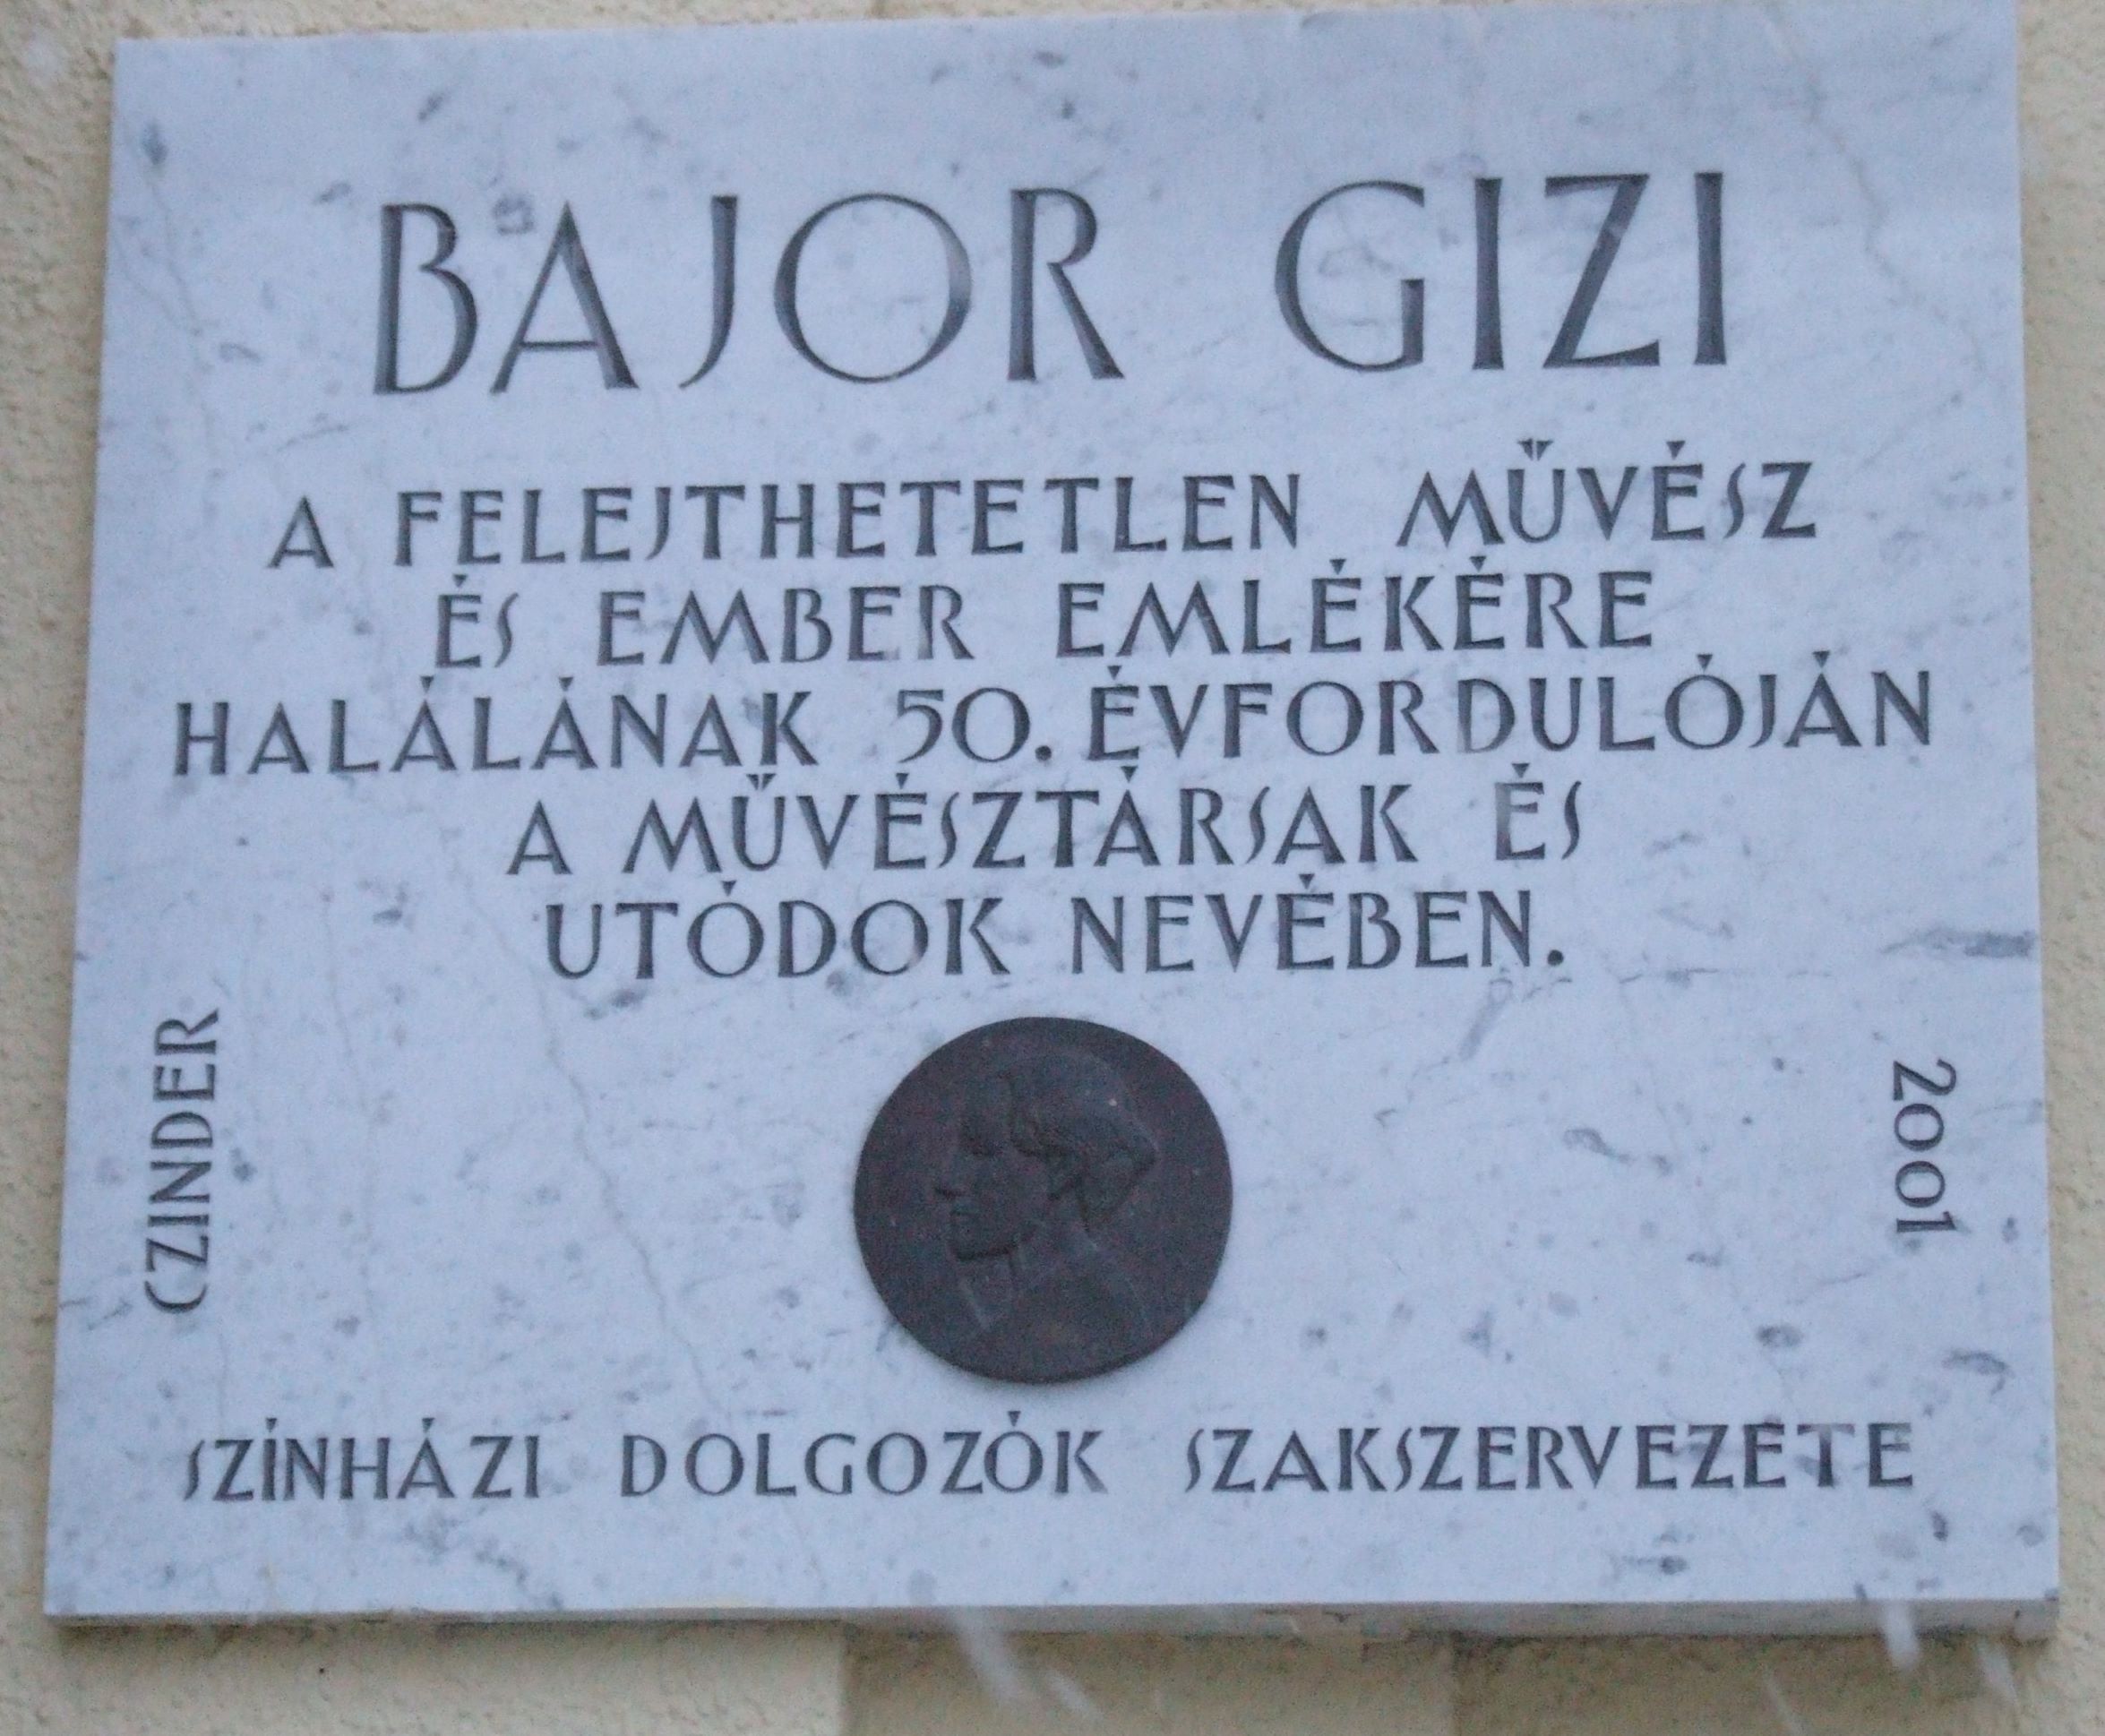 BAJOR GIZI
A FELEJTHETETLEN MŰVÉSZ
ÉS EMBER EMLÉKÉRE
HALÁLÁNAK 50. ÉVFORDULÓJÁN
A MŰVÉSZTÁRSAK ÉS
UTÓDOK NEVÉBEN.
CZINDER
2001
SZÍNHÁZI DOLGOZÓK SZAKSZERVEZETE